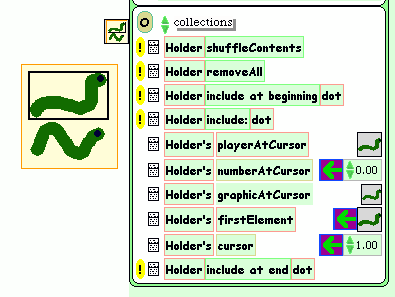 collections
! Holder shuffleContents
! Holder removeAll
! Holder include at beginning dot
! Holder include: dot
Holder's playerAtCursor
Holder's numberAtCursor 0.00
Holder's graphicAtCursor
Holder's firstElement
Holder's cursor 1.00
! Holder include at end dot